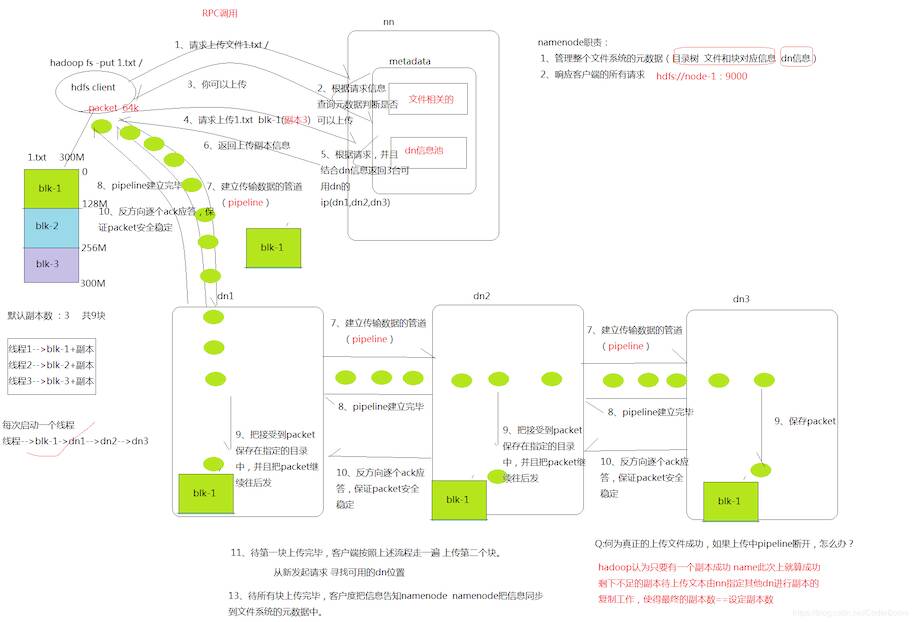 RPC调用
nn
hadoop fs -put 1.txt /
1、请求上传文件1.txt /
hdfs client
3、你可以上传
packet 64k
4、请求上传1.txt blk-1(副本3)
6、返回上传副本信息
metadata
2、根据请求信息
查询元数据判断是否
可以上传
文件相关的
dn信息池
5、根据请求，并且
结合dn信息返回3台可
用dn的
ip(dn1,dn2,dn3)
namenode职责：
1、管理整个文件系统的元数据（目录树 文件和块对应信息 dn信息）
2、响应客户端的所有请求 hdfs://node-1：9000
1.txt 300M
0
blk-1
128M
blk-2
256M
blk-3
300M
8、pipeline建立完毕
7、建立传输数据的管道
（pipeline）
10、反方向逐个ack应答，保
证packet安全稳定
blk-1
默认副本数：3 共9块
线程1-->blk-1+副本
线程2-->blk-2+副本
线程3-->blk-3+副本
每次启动一个线程
线程-->blk-1->dn1-->dn2-->dn3
dn1
9、把接受到packet
保存在指定的目录
中，并且把packet继
续往后发
blk-1
7、建立传输数据的管道
（pipeline）
8、pipeline建立完毕
10、反方向逐个ack应
答，保证packet安全
稳定
dn2
9、把接受到packet
保存在指定的目录
中，并且把packet继
续往后发
blk-1
7、建立传输数据的管道
（pipeline）
8、pipeline建立完毕
10、反方向逐个ack应
答，保证packet安全
稳定
dn3
9、保存packet
blk-1
11、待第一块上传完毕，客户端按照上述流程走一遍 上传第二个块。
从新发起请求 寻找可用的dn位置
13、待所有块上传完毕，客户度把信息告知namenode namenode把信息同步
到文件系统的元数据中。
Q:何为真正的上传文件成功，如果上传中pipeline断开，怎么办？
hadoop认为只要有一个副本成功 name此次上就算成功
剩下不足的副本待上传文本由nn指定其他dn进行副本的
复制工作，使得最终的副本数==设定副本数